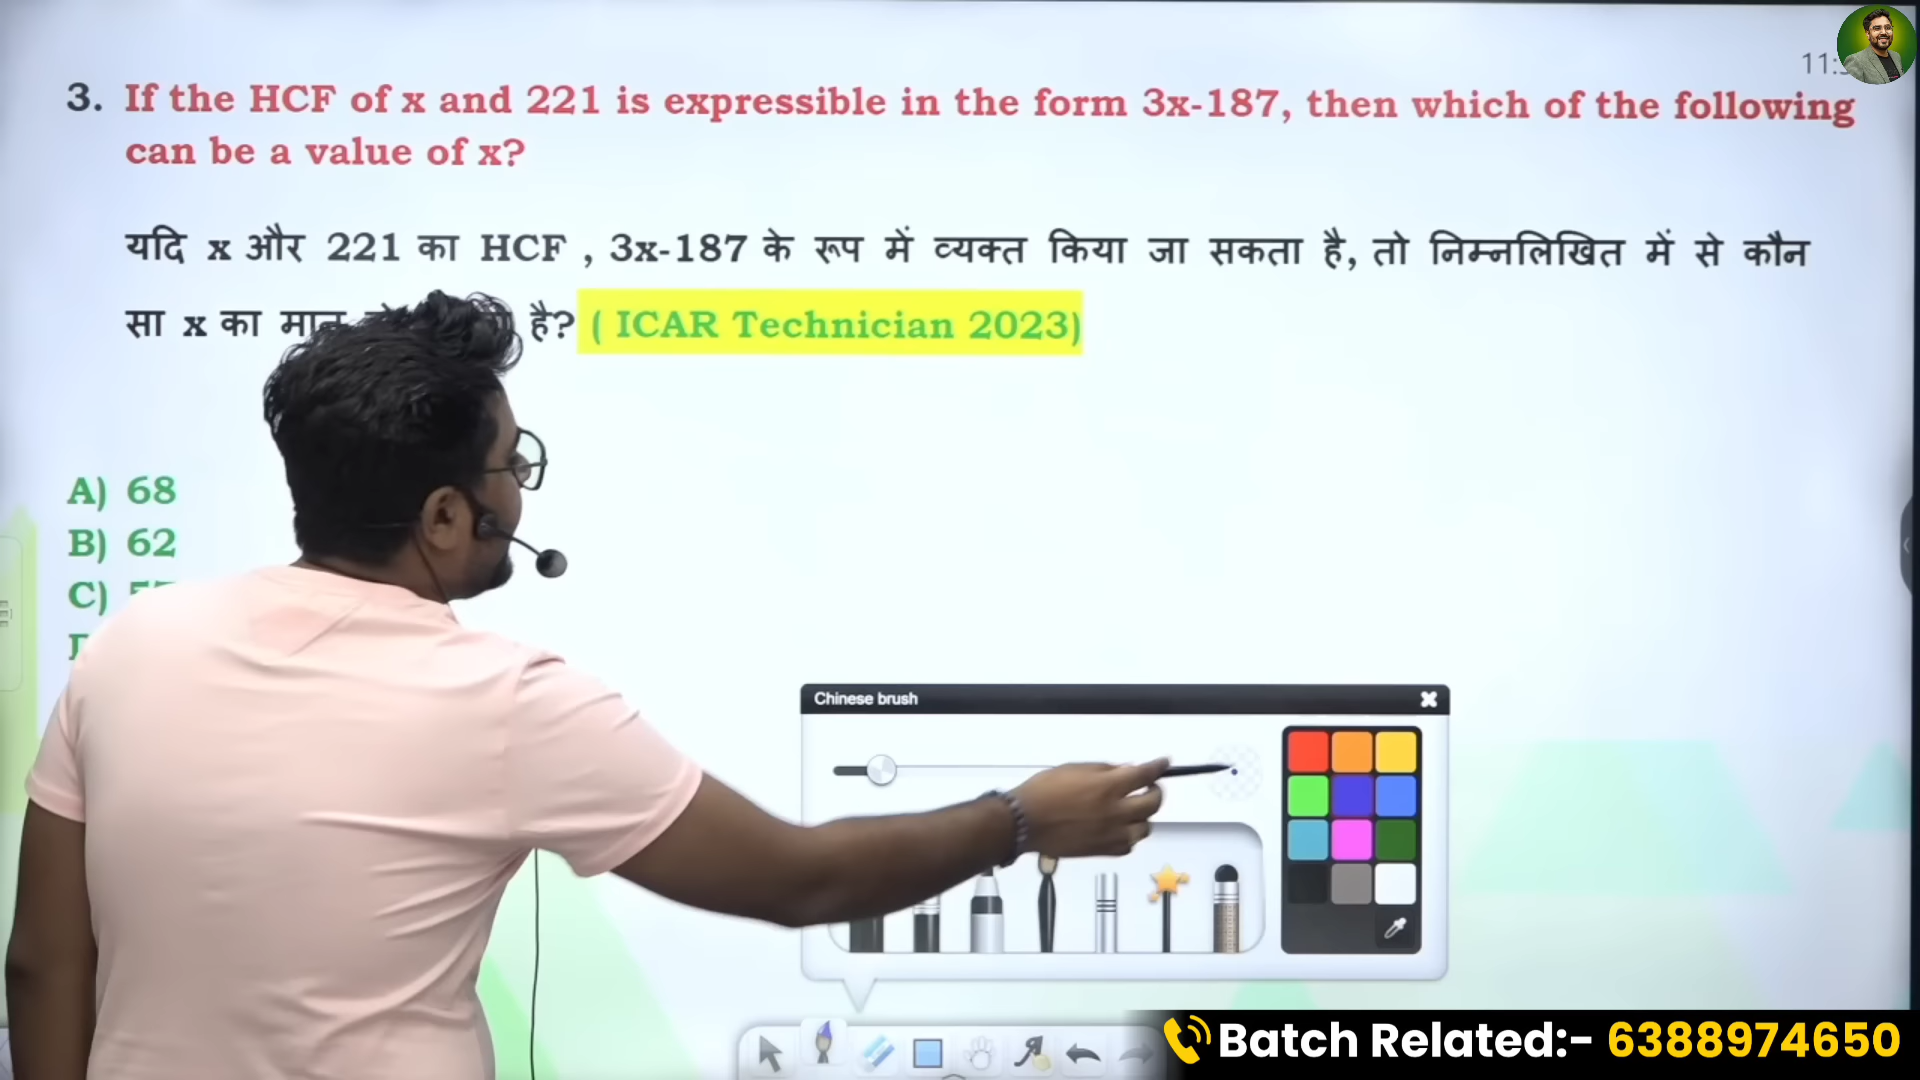 3. If the HCF of x and 221 is expressible in the form 3x-187, then which of the following
can be a value of x?
यदि x और 221 का HCF , 3x-187 के रूप में व्यक्त किया जा सकता है, तो निम्नलिखित में से कौन
सा x का मान है? ( ICAR Technician 2023)
A) 68
B) 62
C)
Chinese brush
Batch Related:- 6388974650